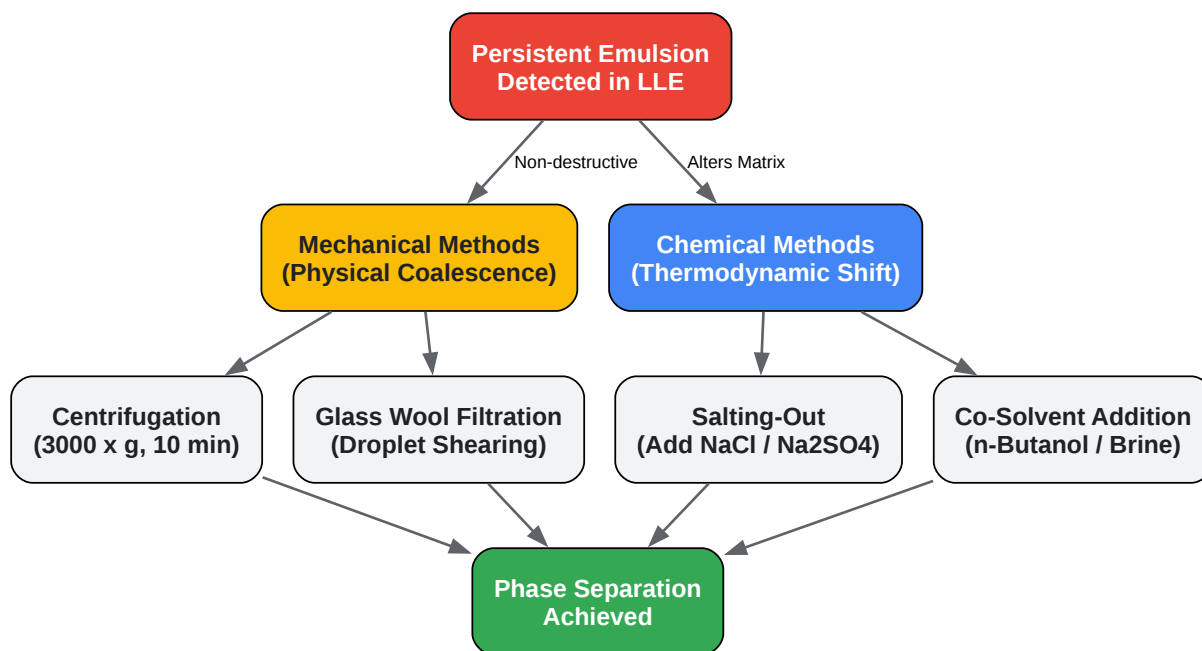 Persistent Emulsion
Detected in LLE
Non-destructive
Alters Matrix
Mechanical Methods
(Physical Coalescence)
Chemical Methods
(Thermodynamic Shift)
Centrifugation
(3000 x g, 10 min)
Glass Wool Filtration
(Droplet Shearing)
Salting-Out
(Add NaCl / Na2SO4)
Co-Solvent Addition
(n-Butanol / Brine)
Phase Separation
Achieved